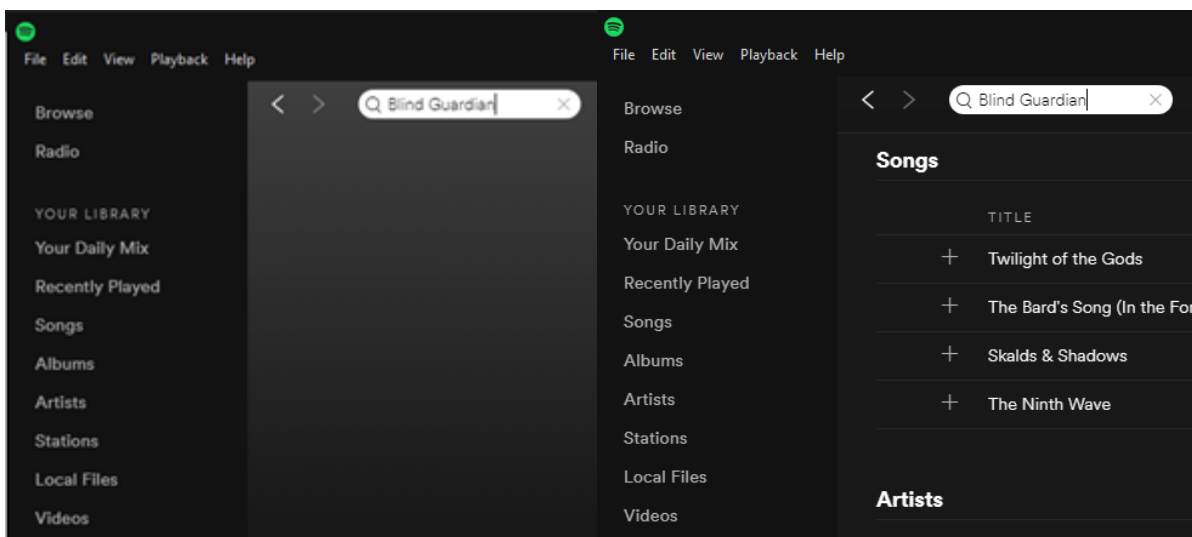 File Edit View Playback Help
Blind Guardian
Browse
Radio
YOUR LIBRARY
Your Daily Mix
Recently Played
Songs
Albums
Artists
Stations
Local Files
Videos
File Edit View Playback Help
Blind Guardian
Browse
Radio
YOUR LIBRARY
Your Daily Mix
Recently Played
Songs
Albums
Artists
Stations
Local Files
Videos
Songs
TITLE
Twilight of the Gods
The Bard's Song (In the For
Skalds & Shadows
The Ninth Wave
Artists